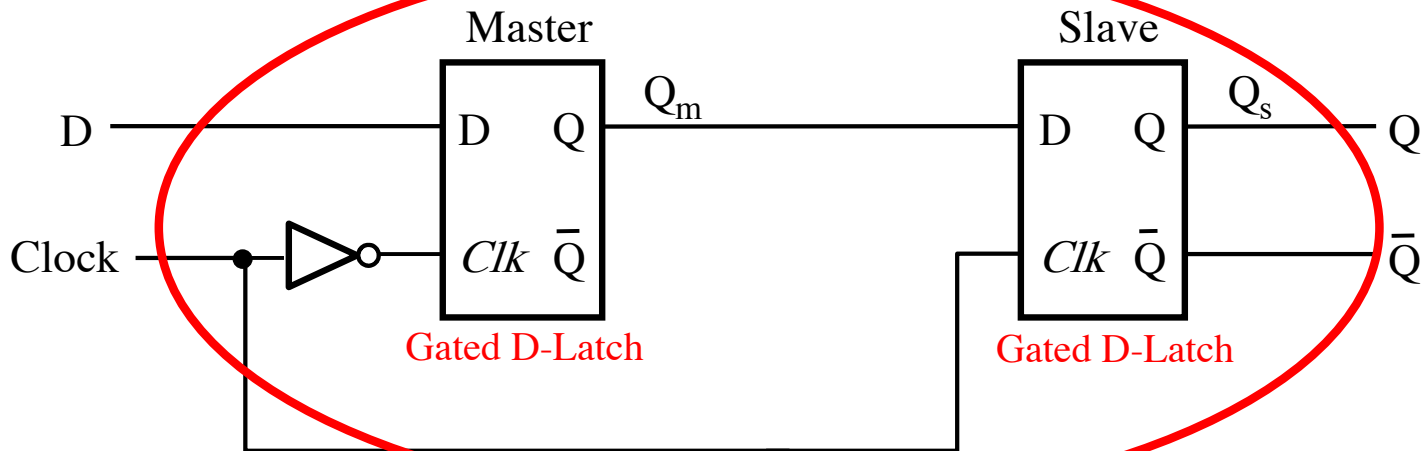 Master Slave
Qm Qs
D D Q D Q Q
Clock Clk Q̅ Clk Q̅ Q̅
Gated D-Latch Gated D-Latch